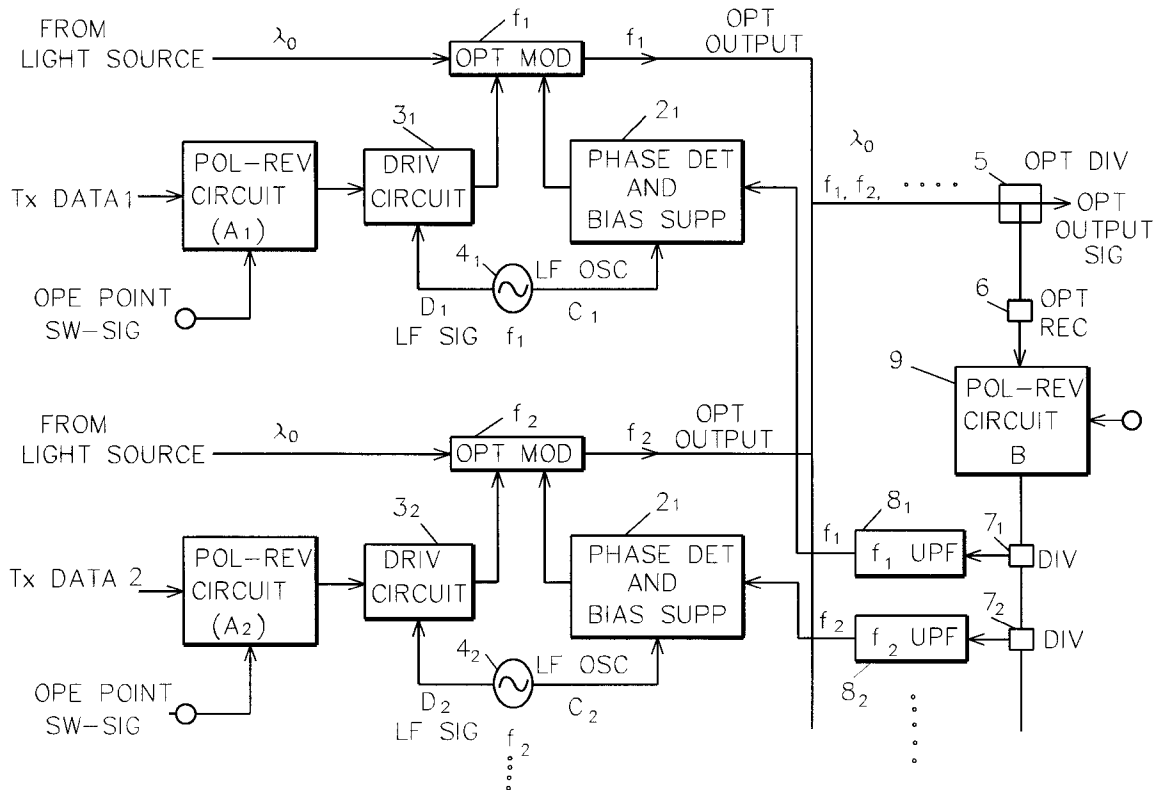 FROM
LIGHT SOURCE
λ0
f1
OPT MOD
f1
OPT
OUTPUT
31
21
POL-REV
CIRCUIT
(A1)
DRIV
CIRCUIT
PHASE DET
AND
BIAS SUPP
Tx DATA1
λ0
f1, f2, ....
5
OPT DIV
OPT
OUTPUT
SIG
41
LF OSC
D1
C1
LF SIG
f1
OPE POINT
SW-SIG
6
OPT
REC
9
POL-REV
CIRCUIT
B
FROM
LIGHT SOURCE
λ0
f2
OPT MOD
f2
OPT
OUTPUT
32
21
POL-REV
CIRCUIT
(A2)
DRIV
CIRCUIT
PHASE DET
AND
BIAS SUPP
Tx DATA 2
f1
81
f1 UPF
71
DIV
f2
f2 UPF
82
72
DIV
42
LF OSC
D2
C2
LF SIG
f2
OPE POINT
SW-SIG